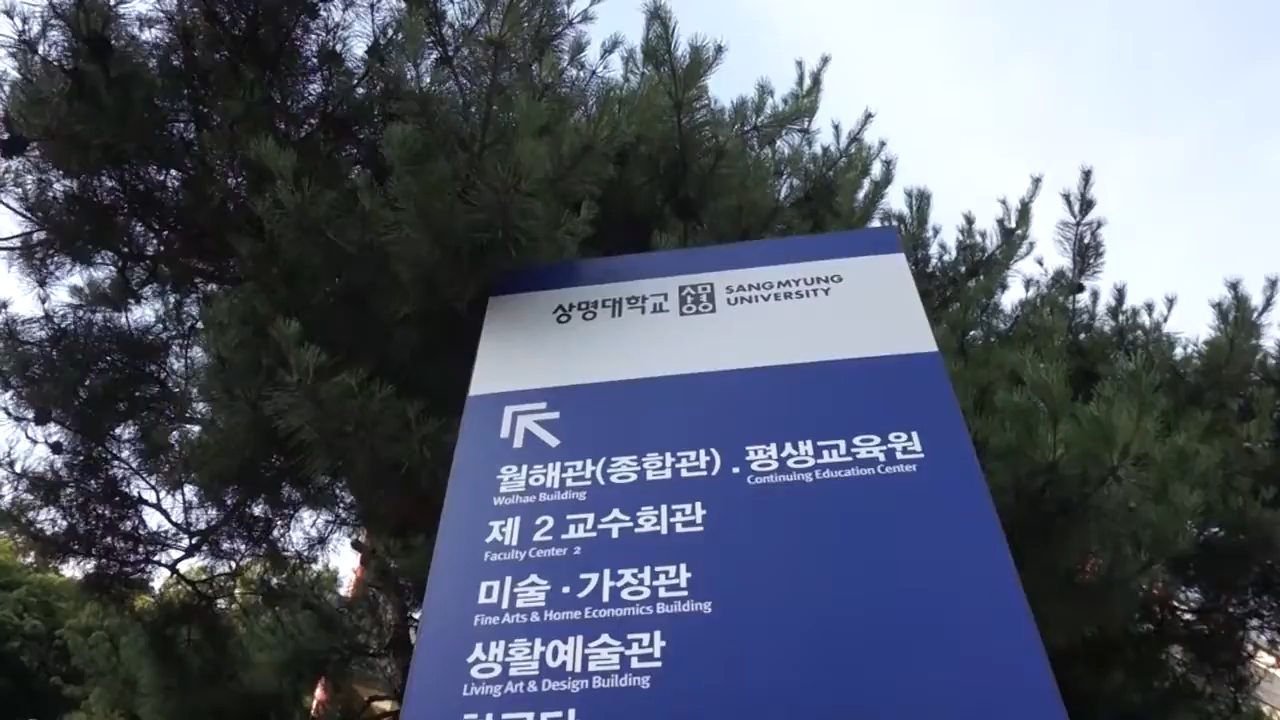 상명대학교 상명 SANGMYUNG
UNIVERSITY
월해관(종합관) . 평생교육원
Wolhae Building Continuing Education Center
제 2 교수회관
Faculty Center 2
미술 · 가정관
Fine Arts & Home Economics Building
생활예술관
Living Art & Design Building